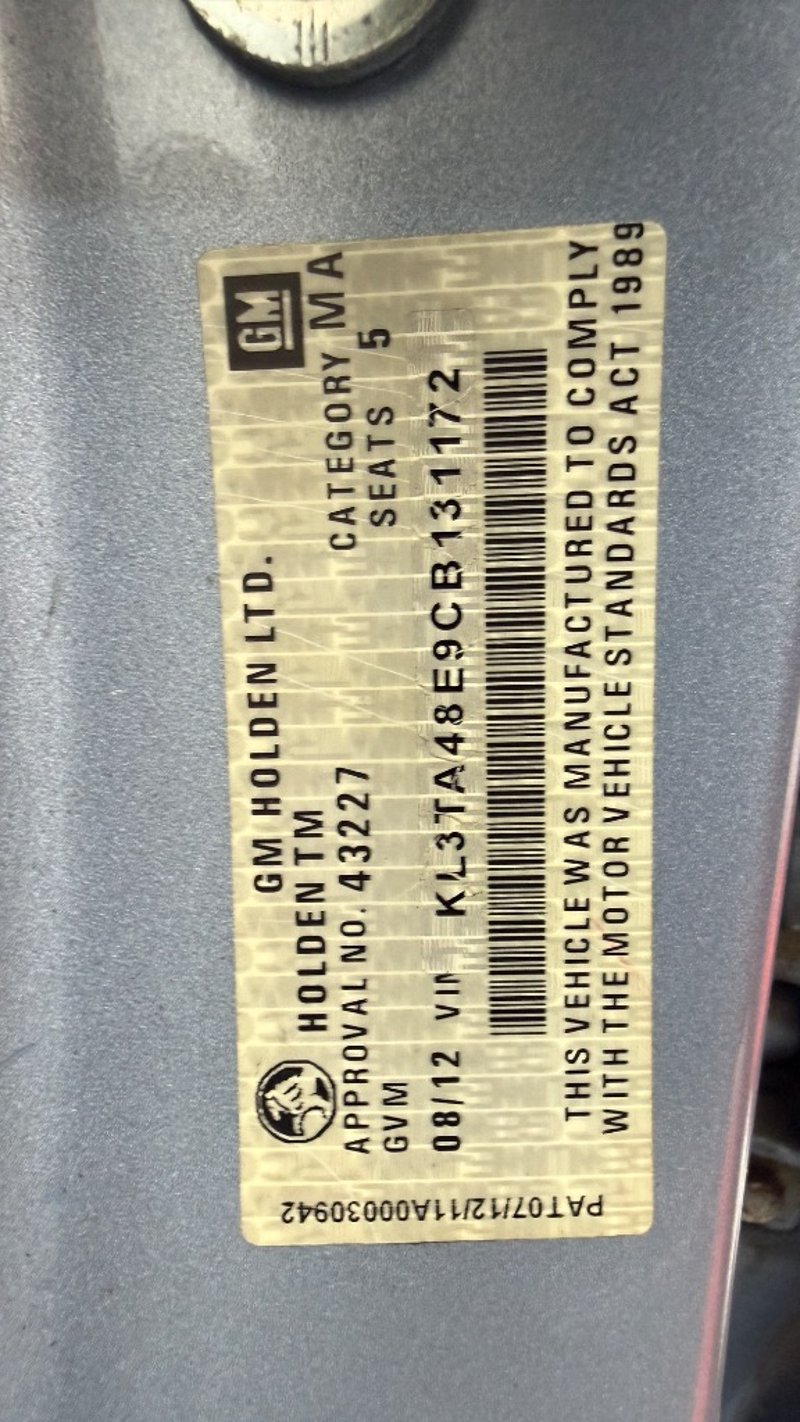 GM
GM HOLDEN LTD.
HOLDEN TM
CATEGORY MA
APPROVAL NO. 43227
SEATS 5
GVM
08/12 VIN KL3TA48E9CB131172
THIS VEHICLE WAS MANUFACTURED TO COMPLY
WITH THE MOTOR VEHICLE STANDARDS ACT 1989
PAT07/12/11A00030942